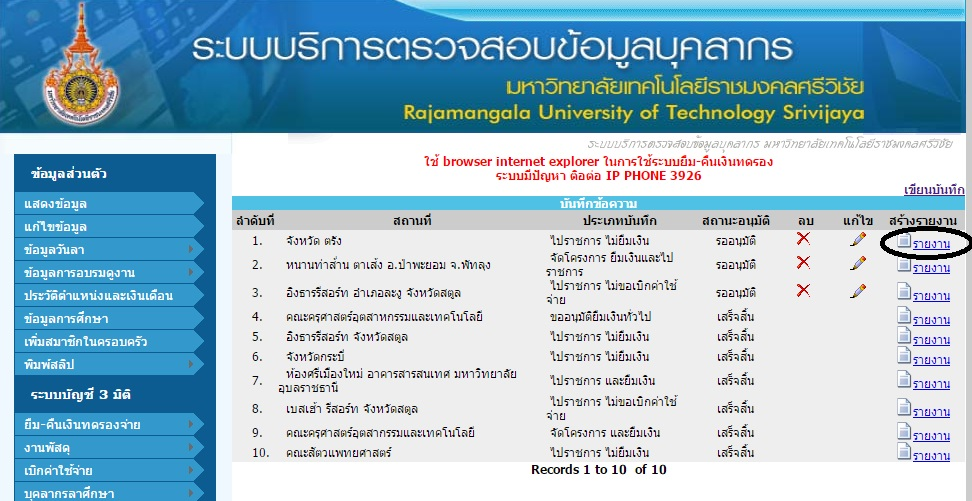 ระบบบริการตรวจสอบข้อมูลบุคลากร
มหาวิทยาลัยเทคโนโลยีราชมงคลศรีวิชัย
Rajamangala University of Technology Srivijaya
ระบบบริการตรวจสอบข้อมูลบุคลากร มหาวิทยาลัยเทคโนโลยีราชมงคลศรีวิชัย
ใช้ browser internet explorer ในการใช้ระบบยืม-คืนเงินทดรอง
ระบบมีปัญหา ติอต่อ IP PHONE 3926
เขียนบันทึก
ข้อมูลส่วนตัว
แสดงข้อมูล
แก้ไขข้อมูล
ข้อมูลวันลา
ข้อมูลการอบรมดูงาน
ประวัติตำแหน่งและเงินเดือน
ข้อมูลการศึกษา
เพิ่มสมาชิกในครอบครัว
พิมพ์สลิป
ระบบบัญชี 3 มิติ
ยืม-คืนเงินทดรองจ่าย
งานพัสดุ
เบิกค่าใช้จ่าย
บุคลากรลาศึกษา
บันทึกข้อความ
ลำดับที่ สถานที่ ประเภทบันทึก สถานะอนุมัติ ลบ แก้ไข สร้างรายงาน
1. จังหวัด ตรัง ไปราชการ ไม่ยืมเงิน รออนุมัติ รายงาน
2. หนานท่าส้าน ตาเส้ง อ.ป่าพะยอม จ.พัทลุง จัดโครงการ ยืมเงินและไปราชการ รออนุมัติ รายงาน
3. อิงธารรีสอร์ท อำเภอละงู จังหวัดสตูล ไปราชการ ไม่ขอเบิกค่าใช้จ่าย รออนุมัติ รายงาน
4. คณะครุศาสตร์อุตสาหกรรมและเทคโนโลยี ขออนุมัติยืมเงินทั่วไป เสร็จสิ้น รายงาน
5. อิงธารรีสอร์ท จังหวัดสตูล ไปราชการ ไม่ยืมเงิน เสร็จสิ้น รายงาน
6. จังหวัดกระบี่ ไปราชการ ไม่ยืมเงิน เสร็จสิ้น รายงาน
7. ห้องศรีเมืองใหม่ อาคารสารสนเทศ มหาวิทยาลัยอุบลราชธานี ไปราชการ และยืมเงิน เสร็จสิ้น รายงาน
8. เบสเฮ้า รีสอร์ท จังหวัดสตูล ไปราชการ ไม่ขอเบิกค่าใช้จ่าย เสร็จสิ้น รายงาน
9. คณะครุศาสตร์อุตสากรรมและเทคโนโลยี จัดโครงการ และยืมเงิน เสร็จสิ้น รายงาน
10. คณะสัตวแพทยศาสตร์ ไปราชการ ไม่ยืมเงิน เสร็จสิ้น รายงาน
Records 1 to 10 of 10